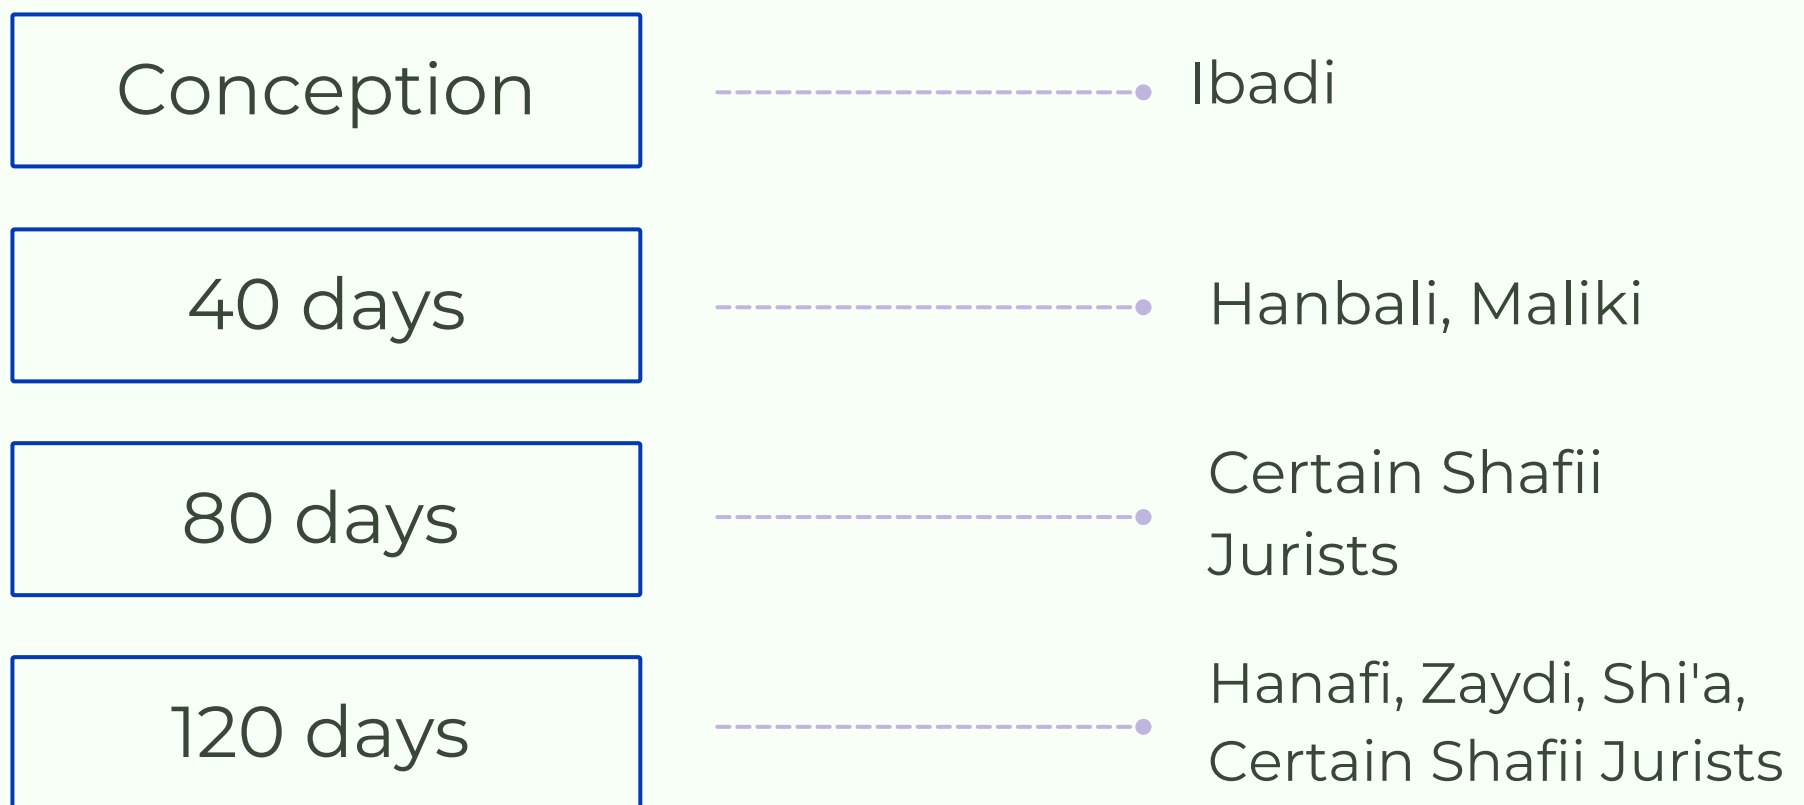 Conception
Ibadi
40 days
Hanbali, Maliki
80 days
Certain Shafii
Jurists
120 days
Hanafi, Zaydi, Shi'a,
Certain Shafii Jurists